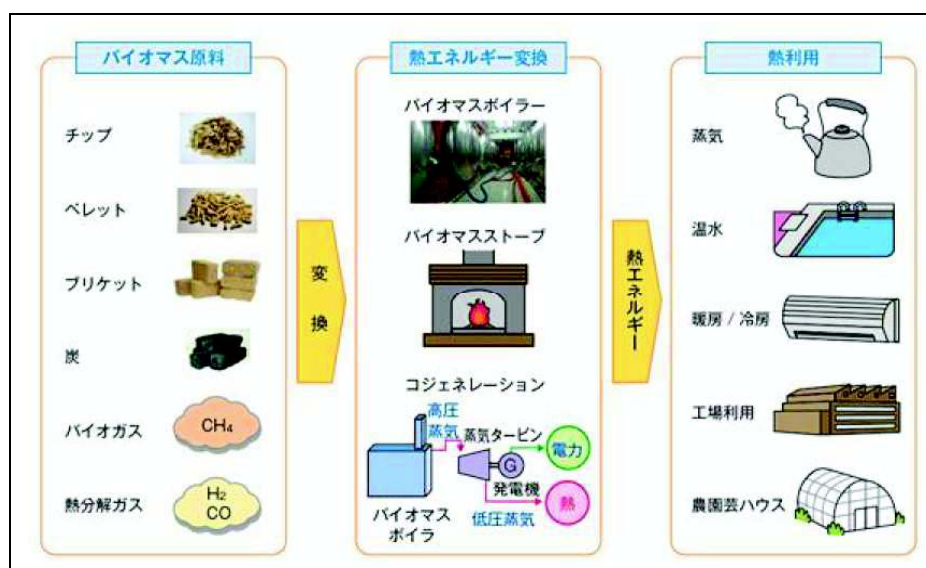 バイオマス原料
チップ
ペレット
ブリケット
炭
バイオガス
CH₄
熱分解ガス
H₂
CO
変
換
熱エネルギー変換
バイオマスボイラー
バイオマスストーブ
コジェネレーション
高圧
蒸気
蒸気タービン
G
電力
発電機
熱
低圧蒸気
バイオマス
ボイラ
熱エネルギー
熱利用
蒸気
温水
暖房 / 冷房
工場利用
農園芸ハウス